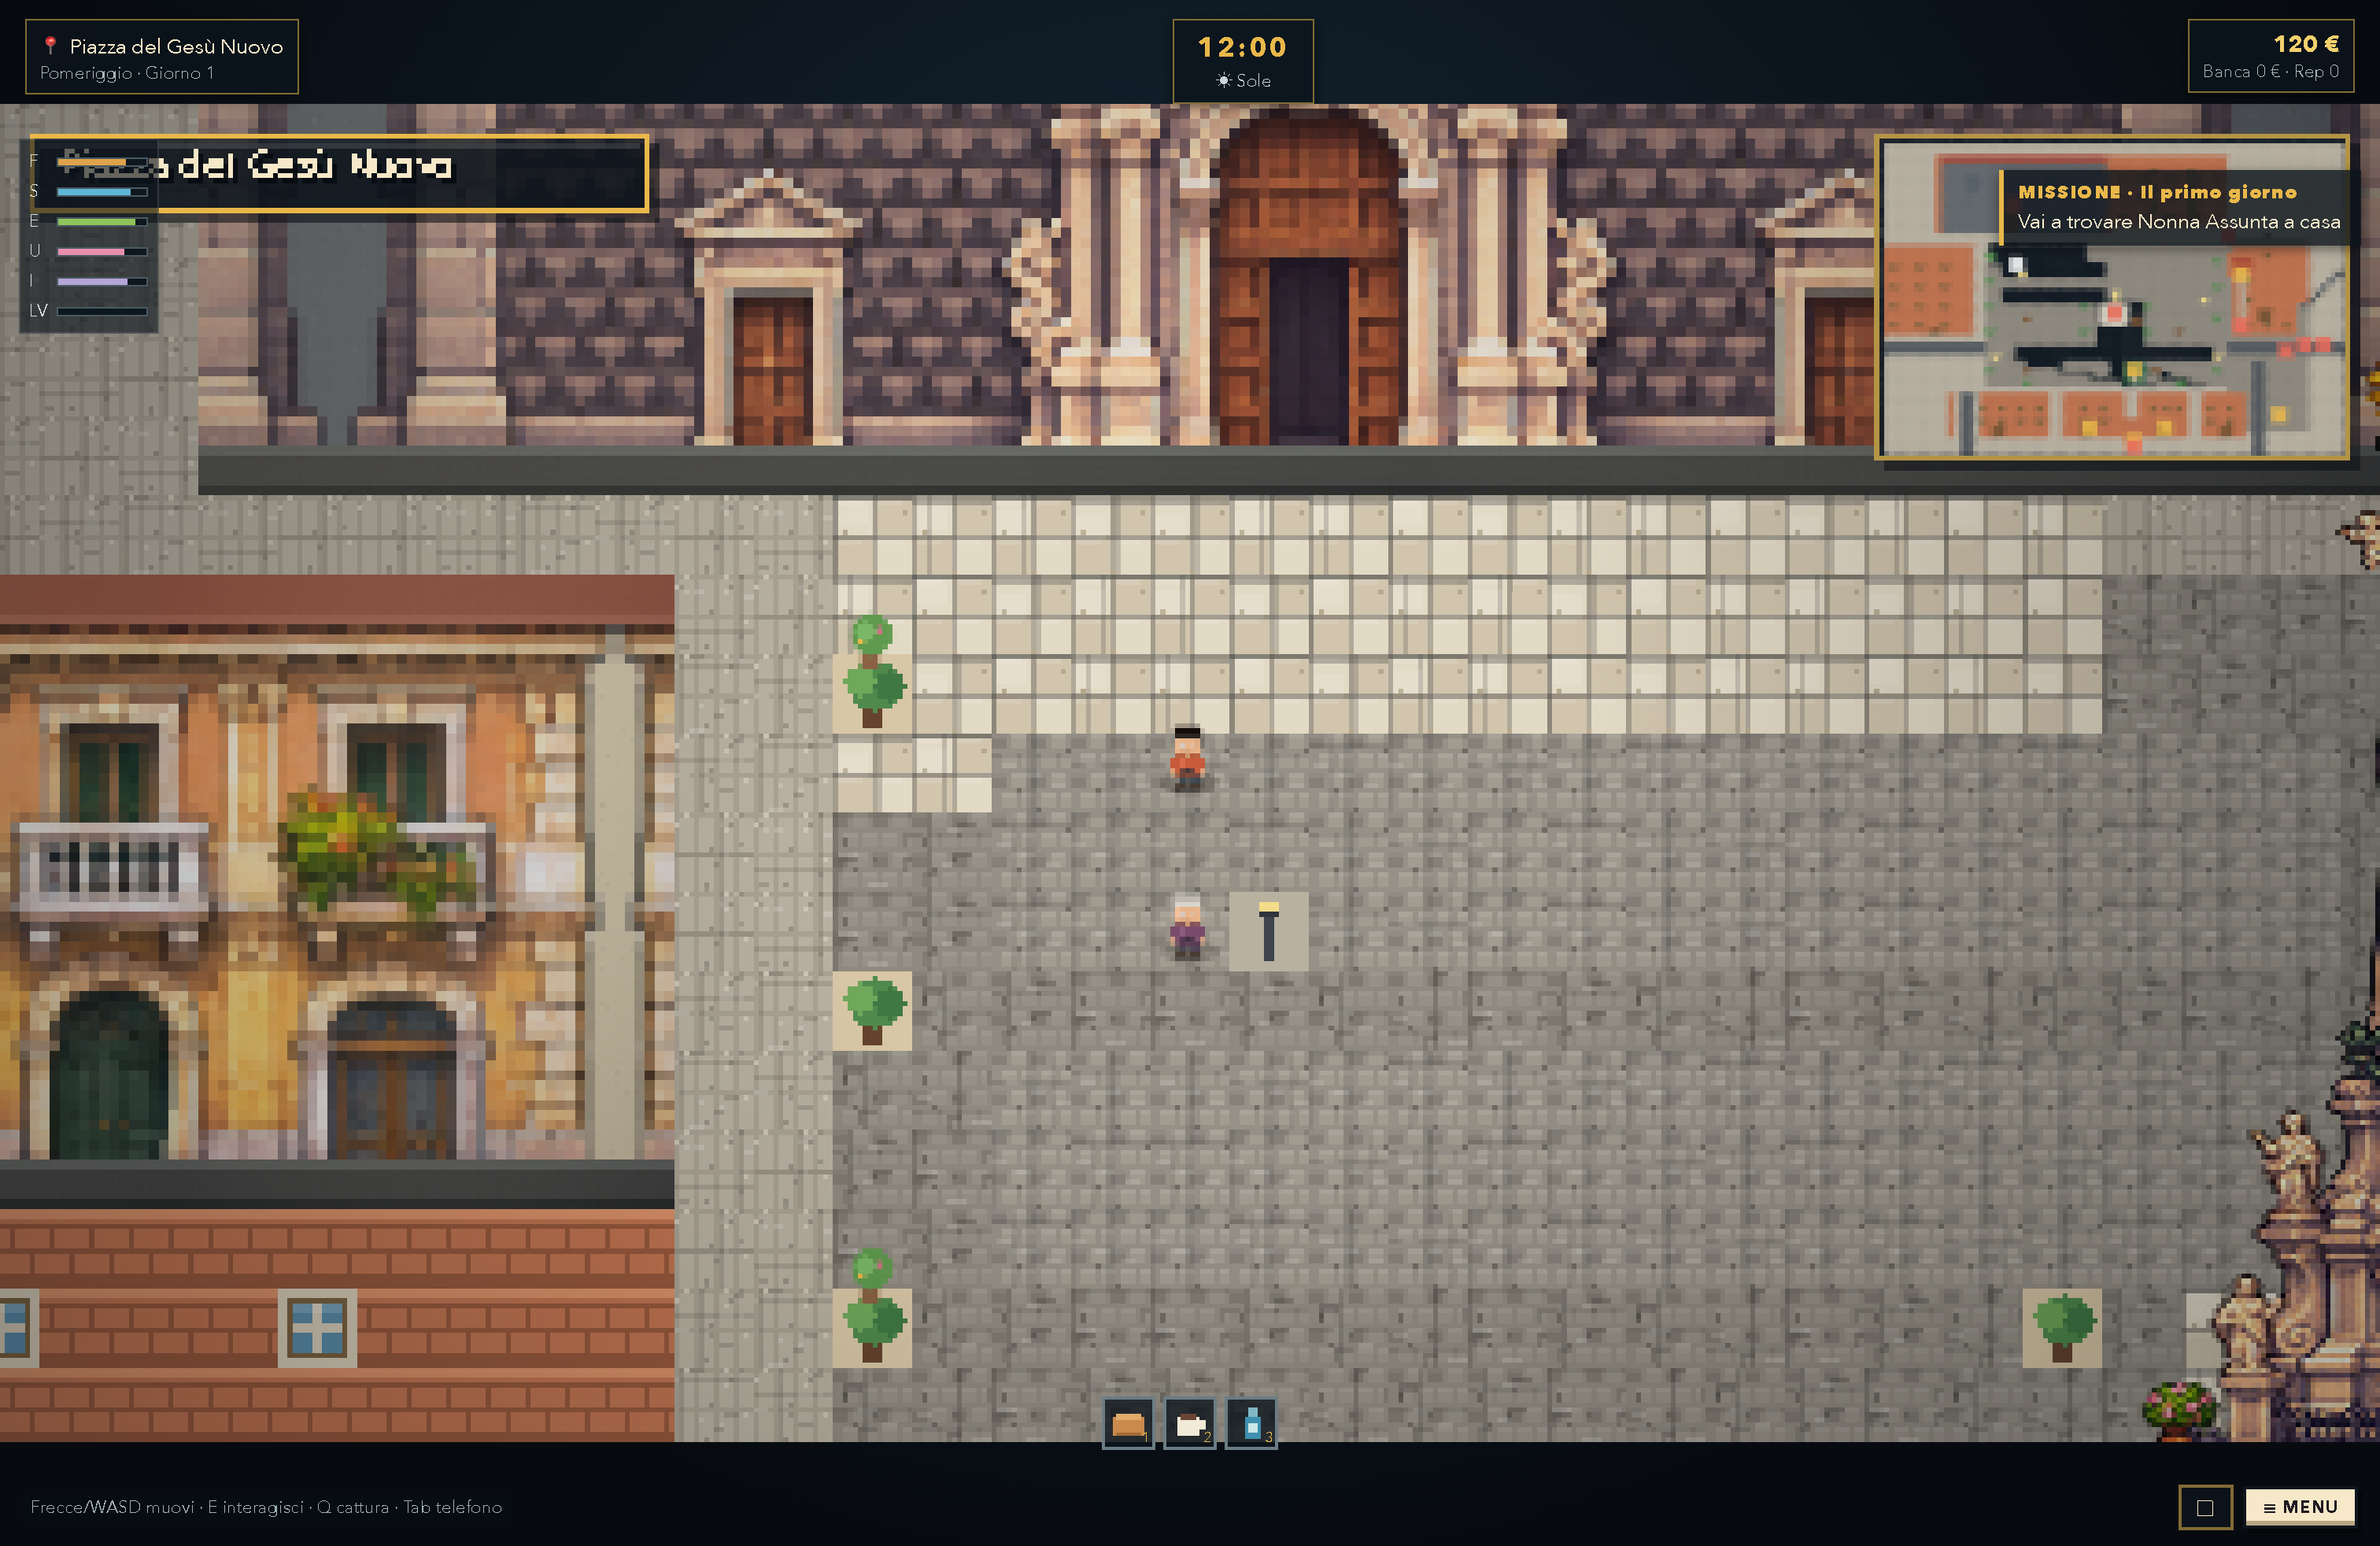 Piazza del Gesù Nuovo
Pomeriggio · Giorno 1
12:00
Sole
120 €
Banca 0 € · Rep 0
del Gesù Nuovo
F
S
E
U
I
LV
MISSIONE · Il primo giorno
Vai a trovare Nonna Assunta a casa
1
2
3
Frecce/WASD muovi · E interagisci · Q cattura · Tab telefono
≡ MENU